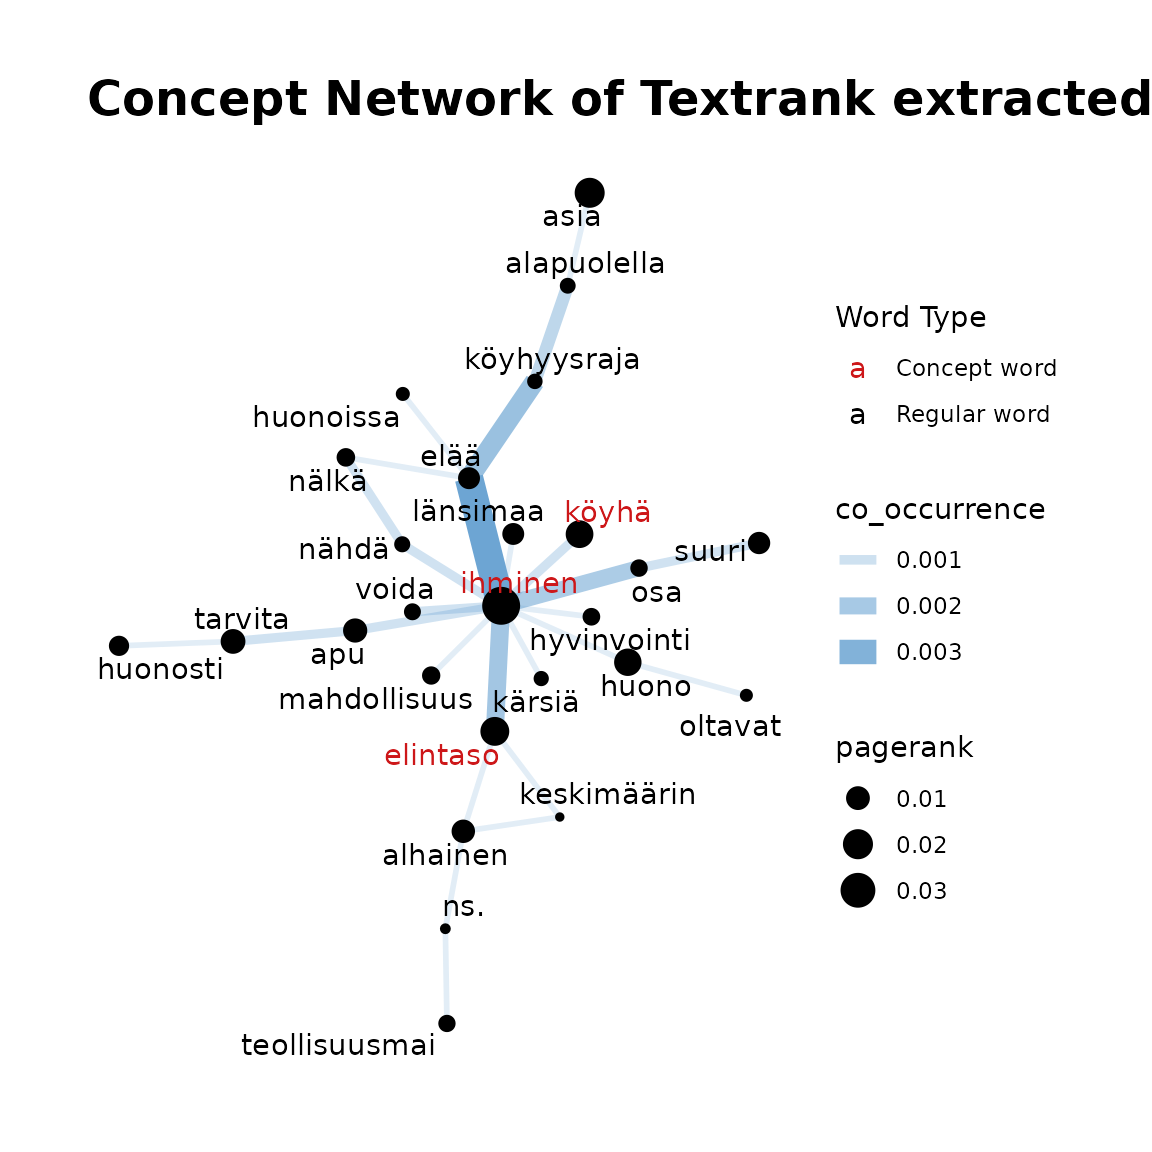 Concept Network of Textrank extracted
asia
alapuolella
köyhyysraja
huonoissa
elää
nälkä
länsimaa
köyhä
nähdä
suuri
ihminen
voida
osa
tarvita
hyvinvointi
apu
huonosti
huono
mahdollisuus
kärsiä
oltavat
elintaso
keskimäärin
alhainen
ns.
teollisuusmai
Word Type
a Concept word
a Regular word
co_occurrence
0.001
0.002
0.003
pagerank
0.01
0.02
0.03